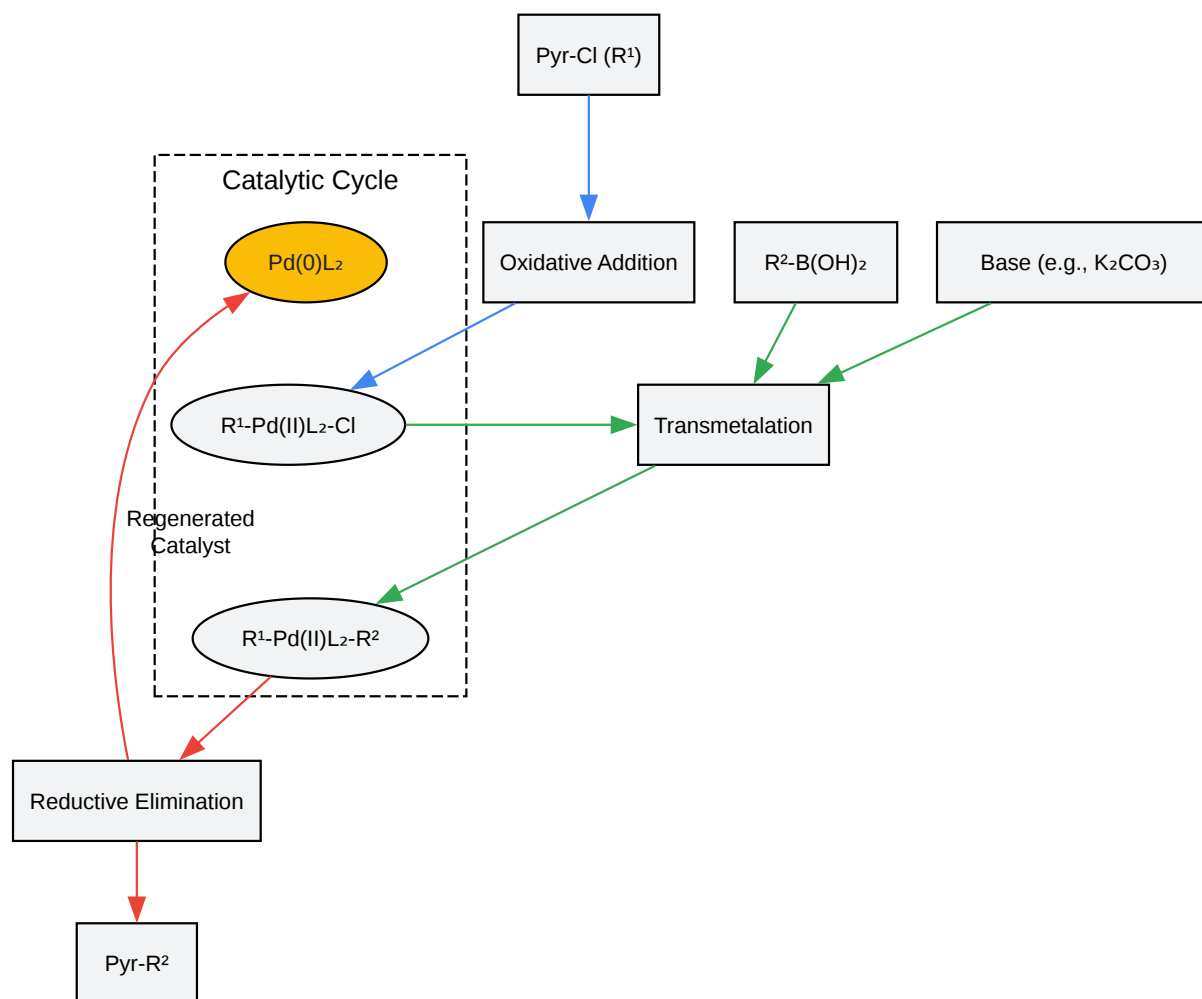 Pyr-Cl (R¹)
Catalytic Cycle
Pd(0)L₂
Oxidative Addition
R²-B(OH)₂
Base (e.g., K₂CO₃)
R¹-Pd(II)L₂-Cl
Transmetalation
Regenerated
Catalyst
R¹-Pd(II)L₂-R²
Reductive Elimination
Pyr-R²